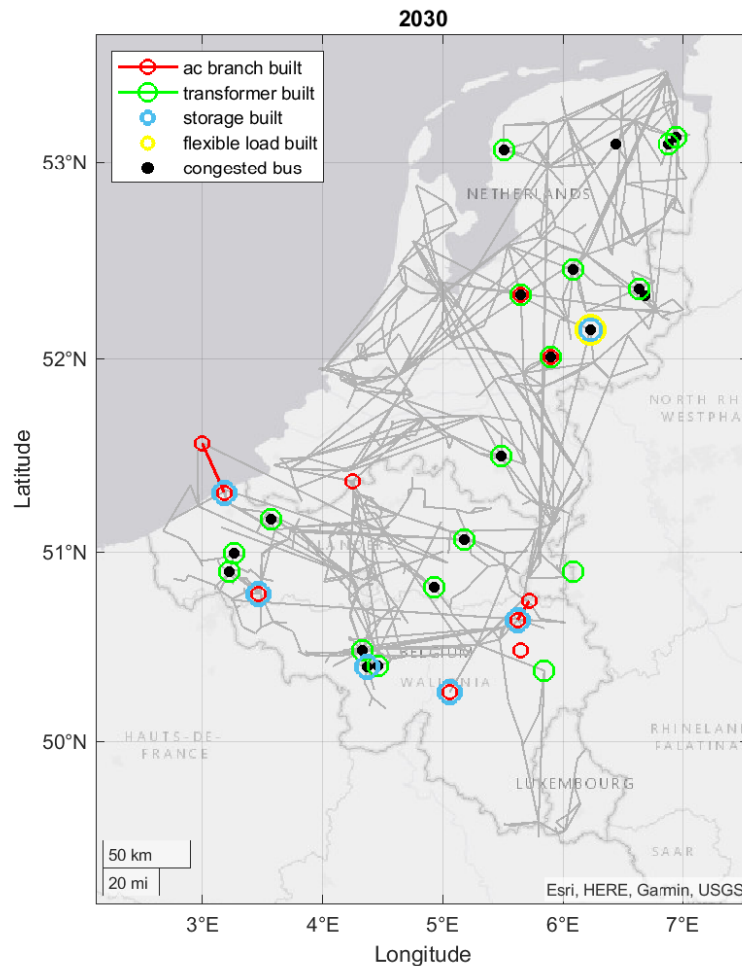 2030
ac branch built
transformer built
storage built
flexible load built
congested bus
53°N
NETHERLANDS
52°N
NORTH RH
WESTPHA
Latitude
51°N
BELGIUM
WALLONIA
HAUTS-DE-
FRANCE
50°N
RHINELAN
PALATINA
LUXEMBOURG
SAAR
50 km
20 mi
Esri, HERE, Garmin, USGS
3°E
4°E
5°E
6°E
7°E
Longitude